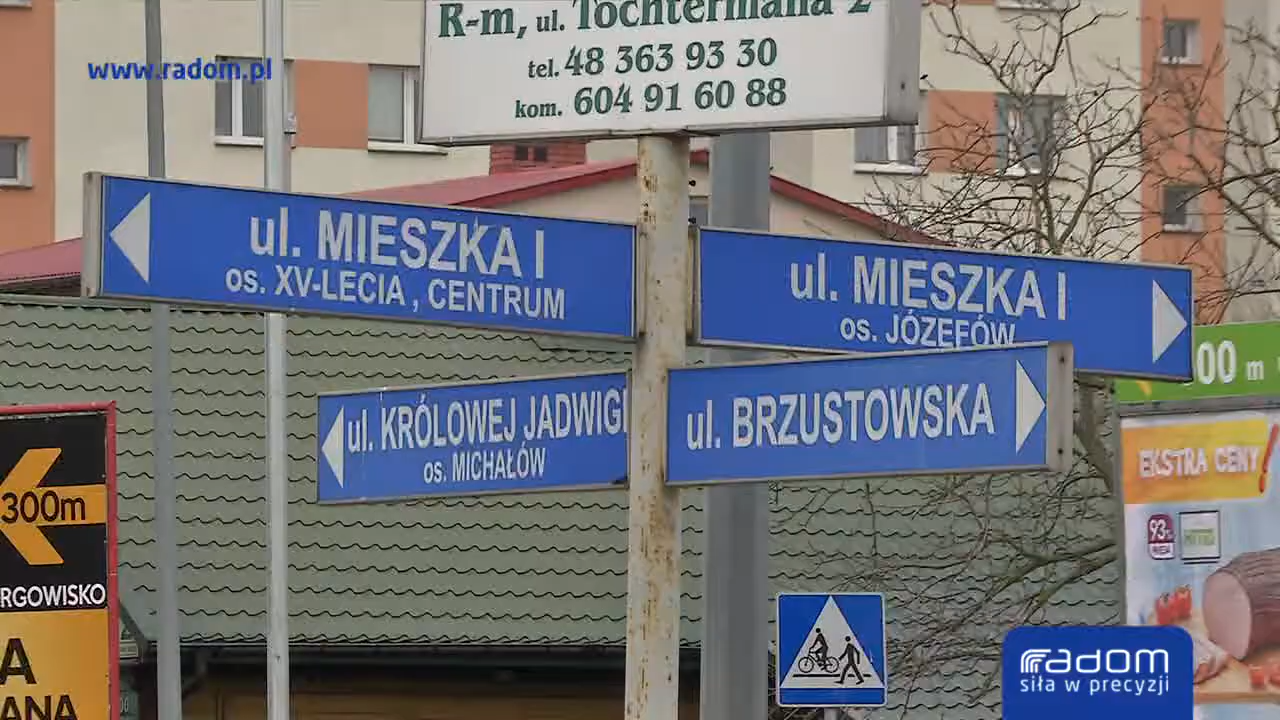 www.radom.pl
R-m, ul. Tochtermana 2
tel. 48 363 93 30
kom. 604 91 60 88
ul. MIESZKA I
os. XV-LECIA, CENTRUM
ul. MIESZKA I
os. JÓZEFÓW
ul. KRÓLOWEJ JADWIGI
os. MICHAŁÓW
ul. BRZUSTOWSKA
00 m
EKSTRA CENY!
93%
300m
RGOWISKO
A
ANA
RADOM
siła w precyzji